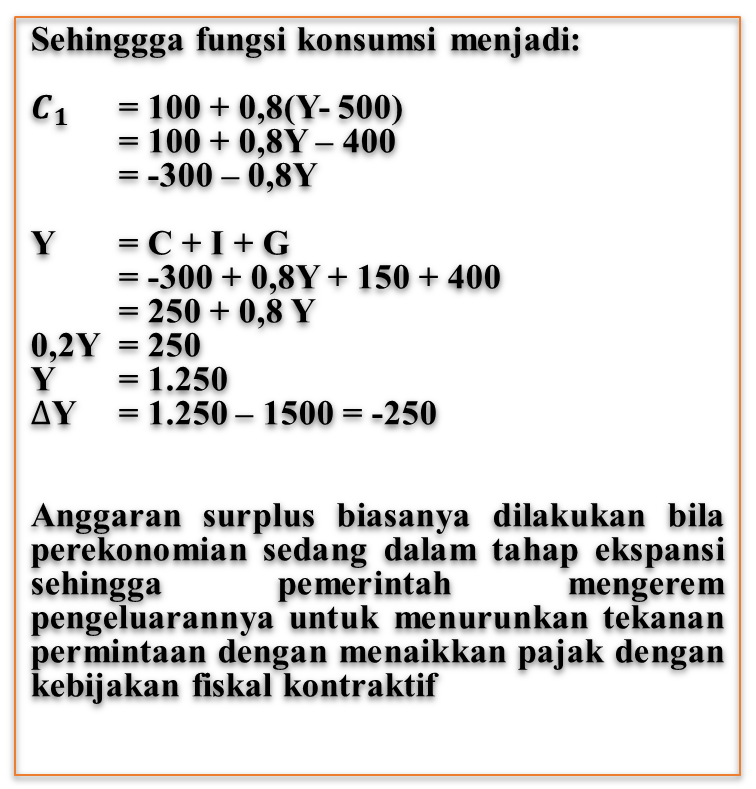 Sehinggga fungsi konsumsi menjadi:
C₁ = 100 + 0,8(Y- 500)
= 100 + 0,8Y – 400
= -300 – 0,8Y
Y = C + I + G
= -300 + 0,8Y + 150 + 400
= 250 + 0,8 Y
0,2Y = 250
Y = 1.250
ΔY = 1.250 – 1500 = -250
Anggaran surplus biasanya dilakukan bila
perekonomian sedang dalam tahap ekspansi
sehingga pemerintah mengerem
pengeluarannya untuk menurunkan tekanan
permintaan dengan menaikkan pajak dengan
kebijakan fiskal kontraktif